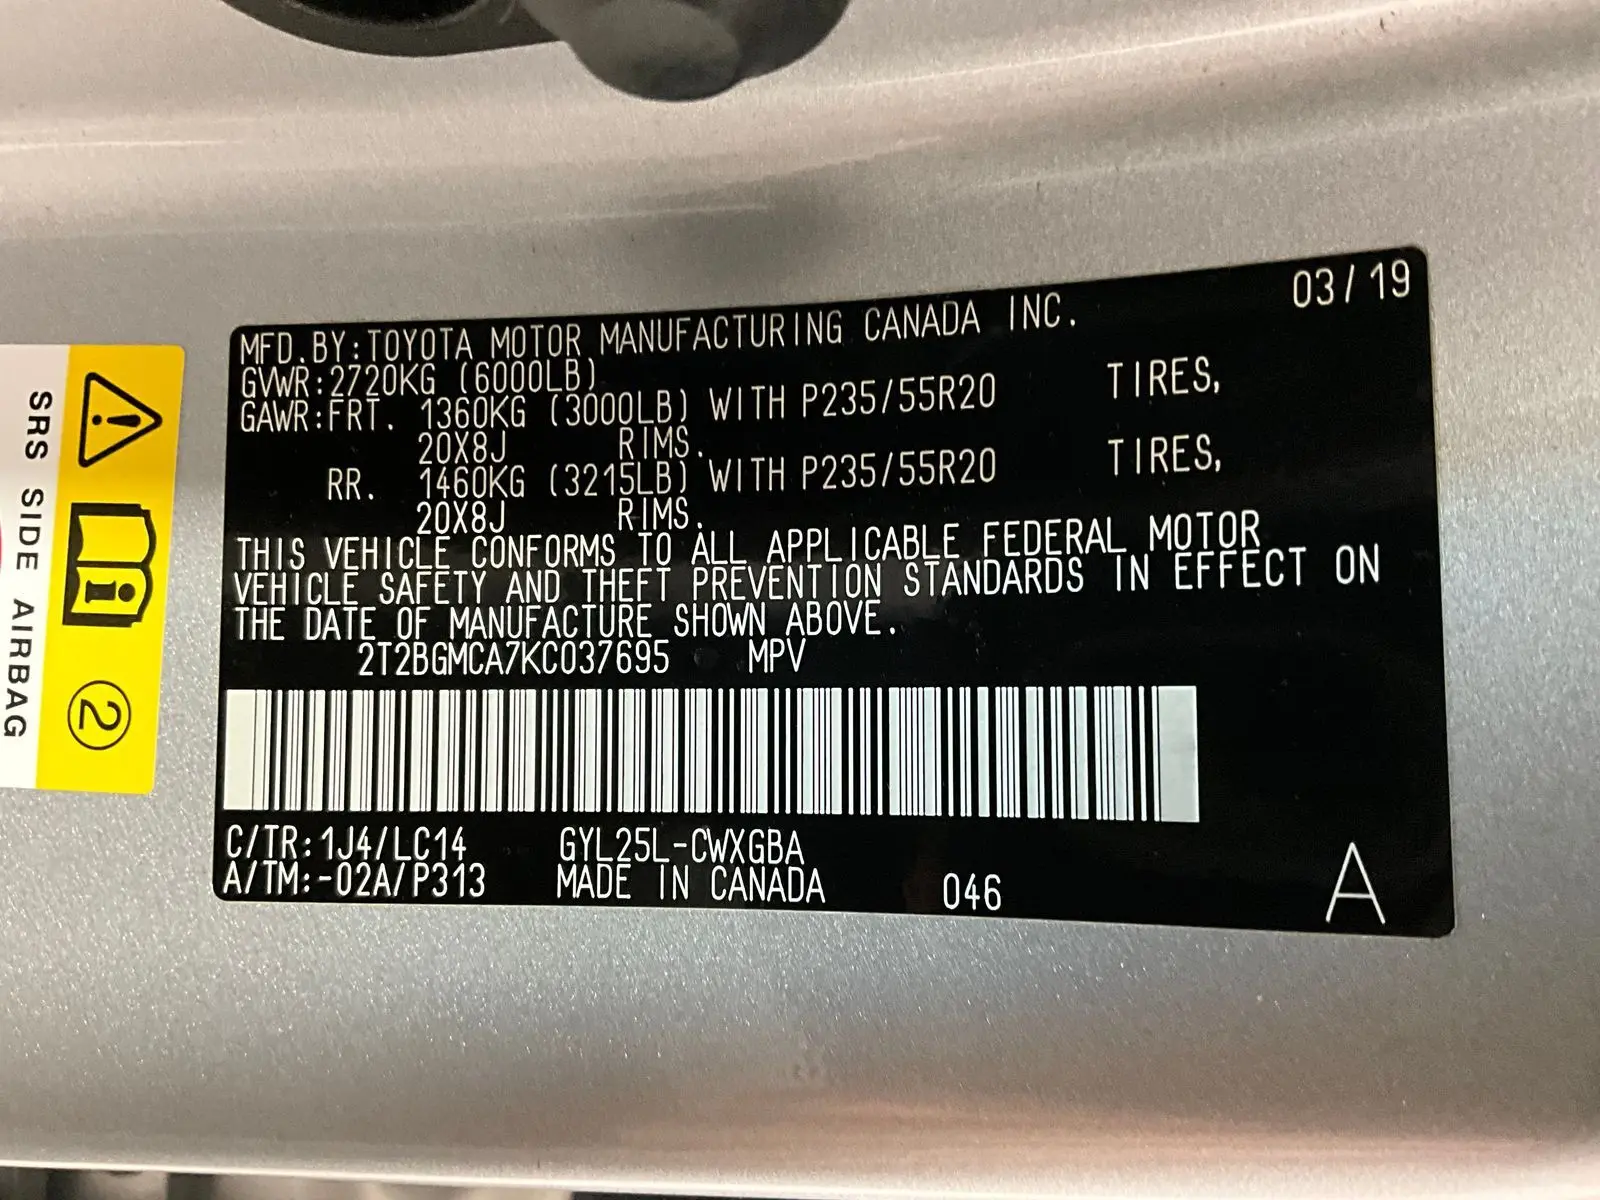 03/19
MFD.BY:TOYOTA MOTOR MANUFACTURING CANADA INC.
GVWR:2720KG (6000LB)
GAWR:FRT. 1360KG (3000LB) WITH P235/55R20 TIRES,
20X8J RIMS.
RR. 1460KG (3215LB) WITH P235/55R20 TIRES,
20X8J RIMS.
THIS VEHICLE CONFORMS TO ALL APPLICABLE FEDERAL MOTOR
VEHICLE SAFETY AND THEFT PREVENTION STANDARDS IN EFFECT ON
THE DATE OF MANUFACTURE SHOWN ABOVE.
2T2BGMCA7KC037695 MPV
C/TR:1J4/LC14 GYL25L-CWXGBA
A/TM:-02A/P313 MADE IN CANADA 046 A
SRS SIDE AIRBAG
2